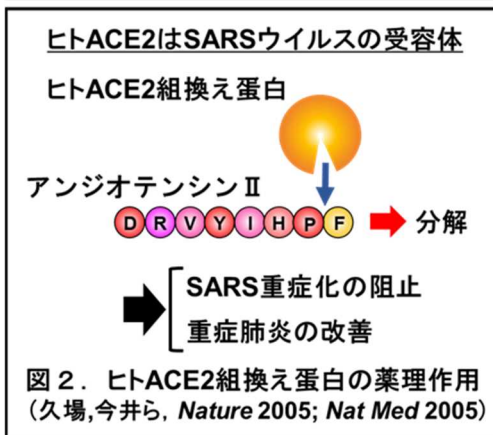 ヒトACE2はSARSウイルスの受容体
ヒトACE2組換え蛋白
アンジオテンシンⅡ
D R V Y I H P F
分解
SARS重症化の阻止
重症肺炎の改善
図２．ヒトACE2組換え蛋白の薬理作用
(久場,今井ら, Nature 2005; Nat Med 2005)